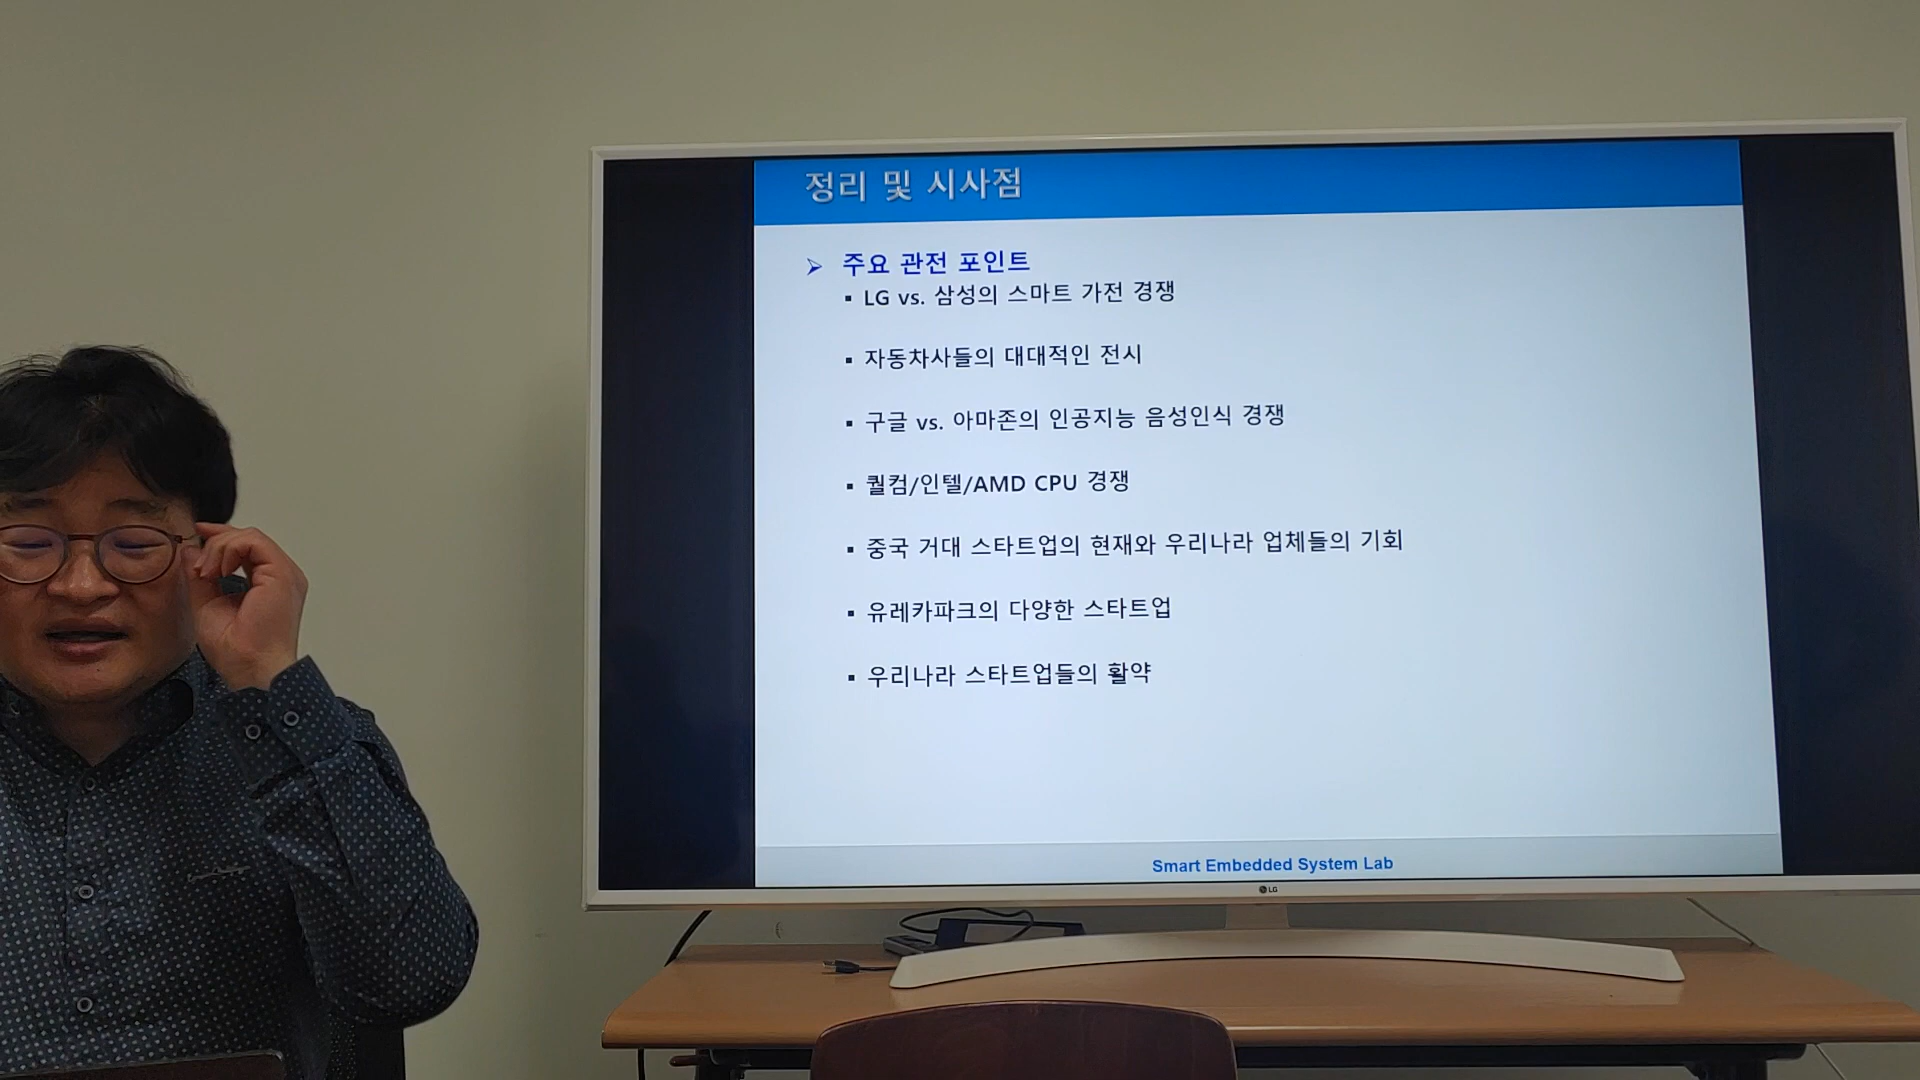 정리 및 시사점
➢ 주요 관전 포인트
▪ LG vs. 삼성의 스마트 가전 경쟁
▪ 자동차사들의 대대적인 전시
▪ 구글 vs. 아마존의 인공지능 음성인식 경쟁
▪ 퀄컴/인텔/AMD CPU 경쟁
▪ 중국 거대 스타트업의 현재와 우리나라 업체들의 기회
▪ 유레카파크의 다양한 스타트업
▪ 우리나라 스타트업들의 활약
Smart Embedded System Lab
LG